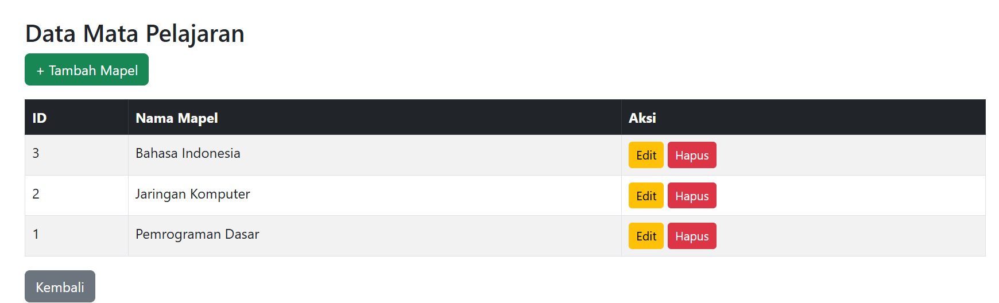 Data Mata Pelajaran
+ Tambah Mapel
ID Nama Mapel Aksi
3 Bahasa Indonesia Edit Hapus
2 Jaringan Komputer Edit Hapus
1 Pemrograman Dasar Edit Hapus
Kembali